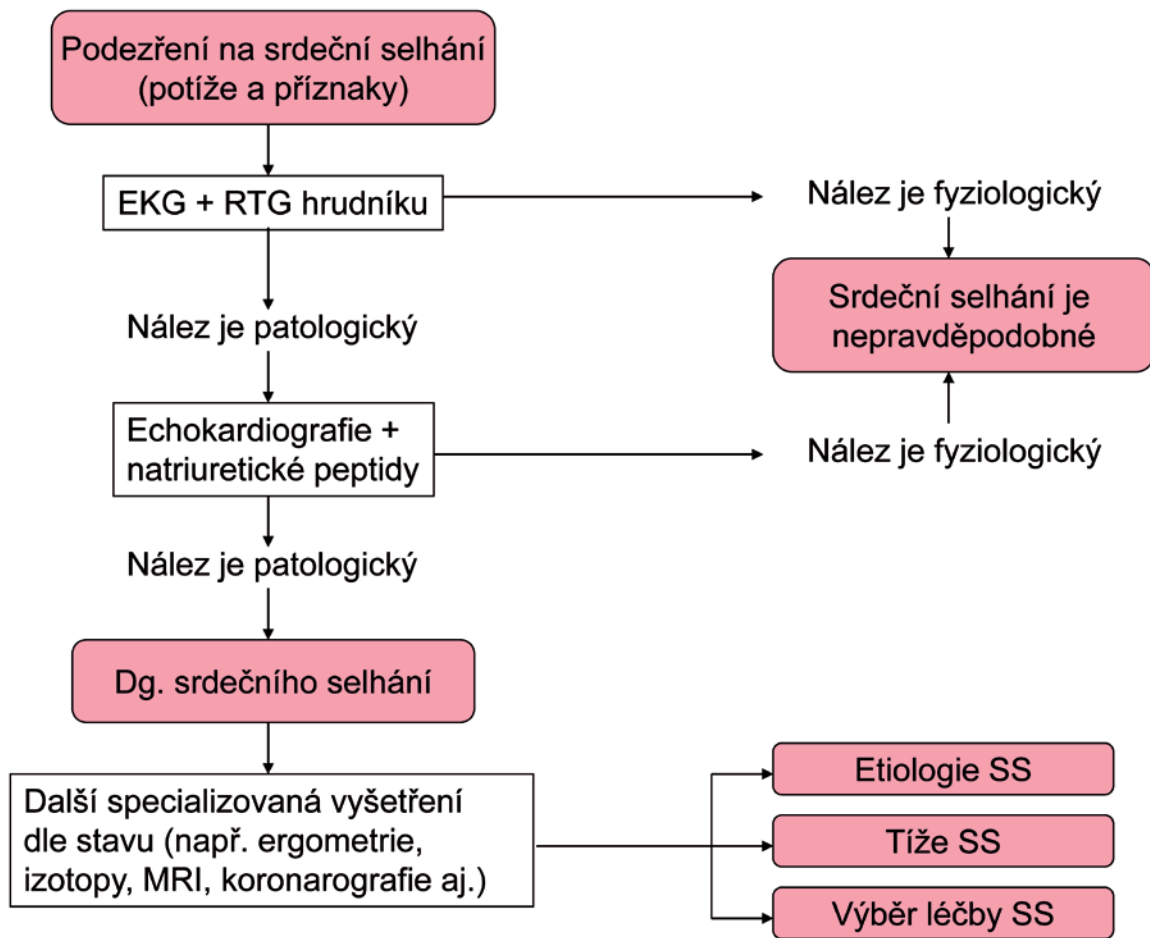 Podezření na srdeční selhání
(potíže a příznaky)
EKG + RTG hrudníku
Nález je fyziologický
Srdeční selhání je
nepravděpodobné
Nález je patologický
Echokardiografie +
natriuretické peptidy
Nález je fyziologický
Nález je patologický
Dg. srdečního selhání
Další specializovaná vyšetření
dle stavu (např. ergometrie,
izotopy, MRI, koronarografie aj.)
Etiologie SS
Tíže SS
Výběr léčby SS